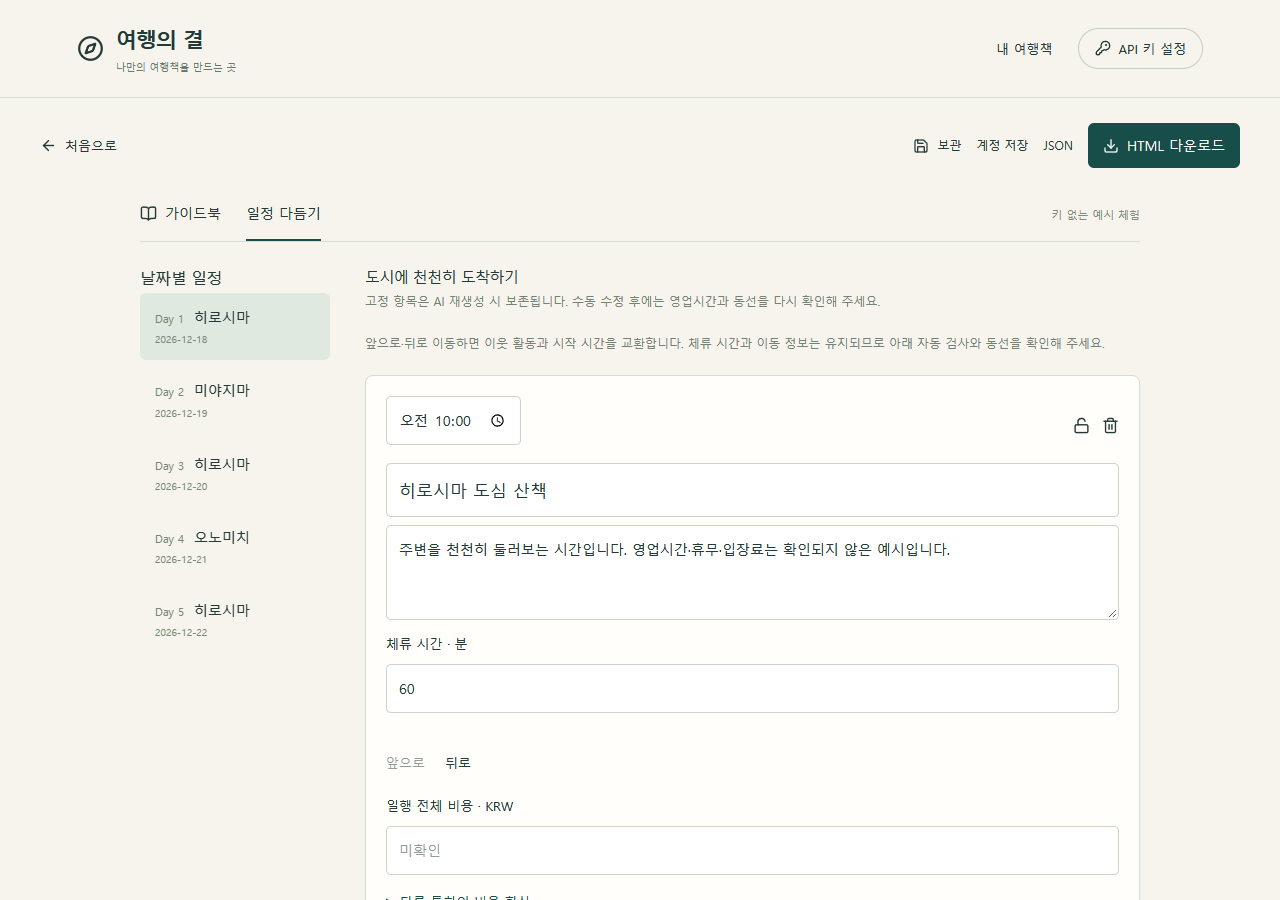 여행의 결
나만의 여행책을 만드는 곳
내 여행책
API 키 설정
처음으로
보관
계정 저장
JSON
HTML 다운로드
가이드북
일정 다듬기
키 없는 예시 체험
날짜별 일정
Day 1 히로시마
2026-12-18
Day 2 미야지마
2026-12-19
Day 3 히로시마
2026-12-20
Day 4 오노미치
2026-12-21
Day 5 히로시마
2026-12-22
도시에 천천히 도착하기
고정 항목은 AI 재생성 시 보존됩니다. 수동 수정 후에는 영업시간과 동선을 다시 확인해 주세요.
앞으로·뒤로 이동하면 이웃 활동과 시작 시간을 교환합니다. 체류 시간과 이동 정보는 유지되므로 아래 자동 검사와 동선을 확인해 주세요.
오전 10:00
히로시마 도심 산책
주변을 천천히 둘러보는 시간입니다. 영업시간·휴무·입장료는 확인되지 않은 예시입니다.
체류 시간 · 분
60
앞으로
뒤로
일행 전체 비용 · KRW
미확인